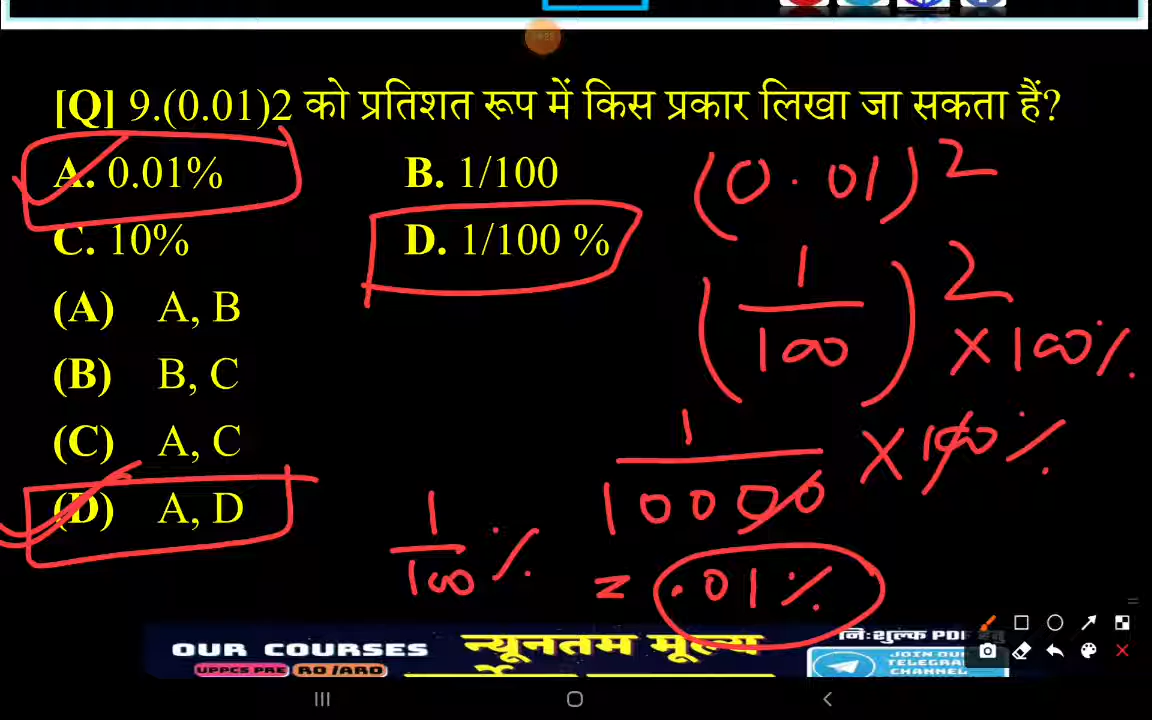 [Q] 9.(0.01)2 को प्रतिशत रूप में किस प्रकार लिखा जा सकता हैं?
A. 0.01%
B. 1/100
C. 10%
D. 1/100 %
(A) A, B
(B) B, C
(C) A, C
(D) A, D
(0.01)2
(1/100)2 × 100%
1/10000 × 100%
1/100 % = .01%
OUR COURSES
UPPCS PRE RO/ARO
न्यूनतम मूल्य
नि:शुल्क PDF हेतु
JOIN OUR
TELEGRAM
CHANNEL